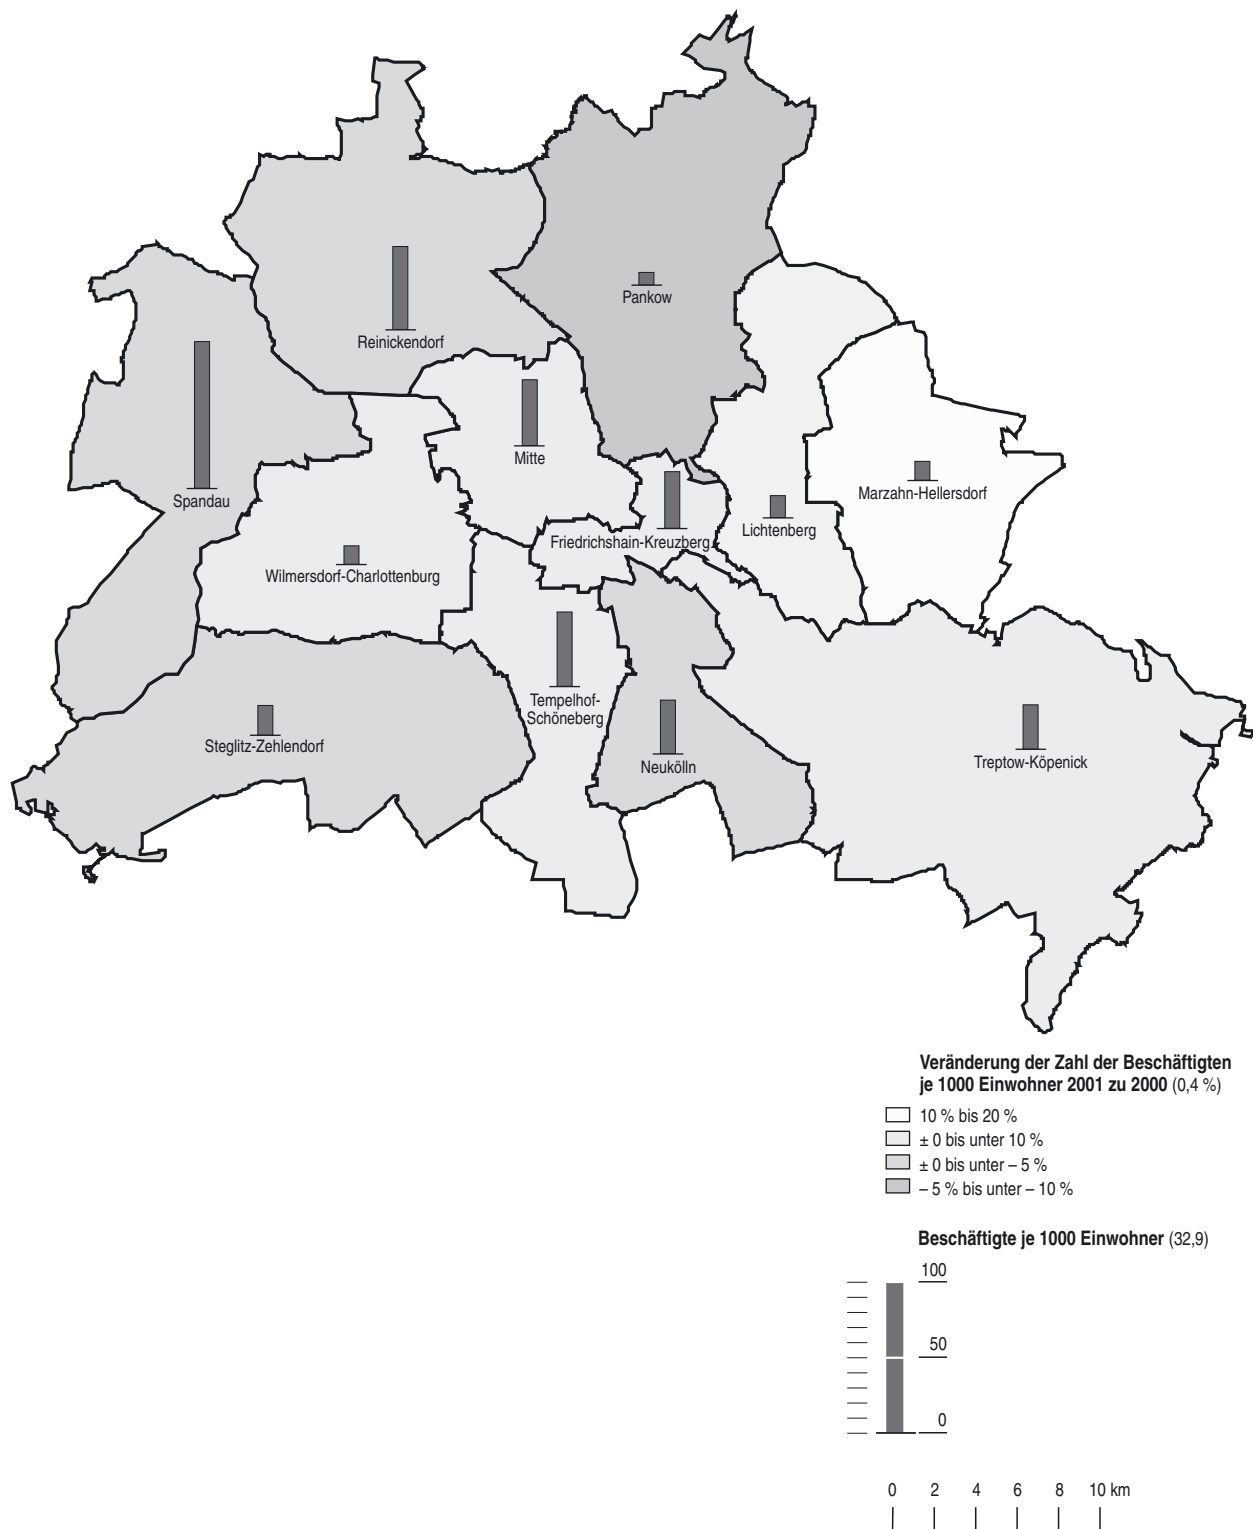 Pankow
Reinickendorf
Mitte
Spandau
Marzahn-Hellersdorf
Lichtenberg
Friedrichshain-Kreuzberg
Wilmersdorf-Charlottenburg
Tempelhof-
Schöneberg
Steglitz-Zehlendorf
Neukölln
Treptow-Köpenick
Veränderung der Zahl der Beschäftigten
je 1000 Einwohner 2001 zu 2000 (0,4 %)
10 % bis 20 %
± 0 bis unter 10 %
± 0 bis unter – 5 %
– 5 % bis unter – 10 %
Beschäftigte je 1000 Einwohner (32,9)
100
50
0
0 2 4 6 8 10 km